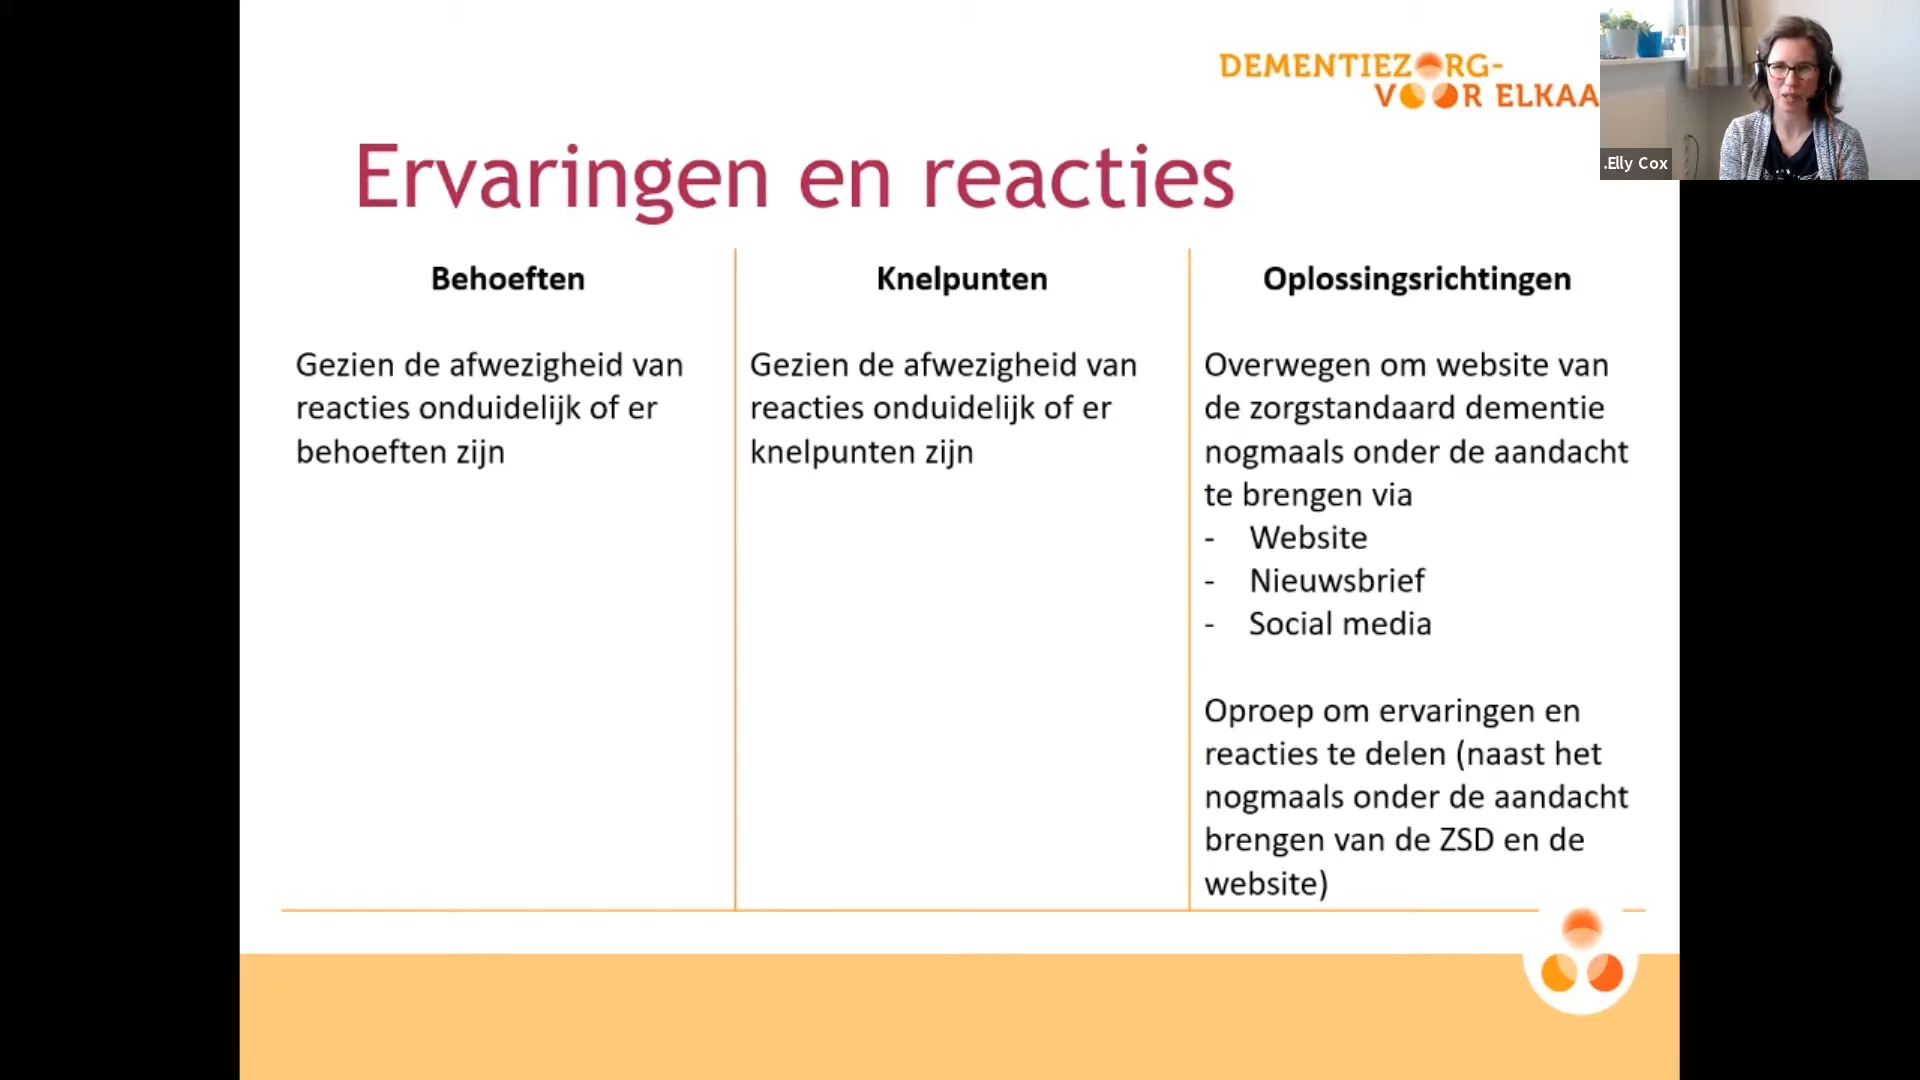 DEMENTIEZORG-
VOOR ELKAA
.Elly Cox
Ervaringen en reacties
Behoeften
Gezien de afwezigheid van
reacties onduidelijk of er
behoeften zijn
Knelpunten
Gezien de afwezigheid van
reacties onduidelijk of er
knelpunten zijn
Oplossingsrichtingen
Overwegen om website van
de zorgstandaard dementie
nogmaals onder de aandacht
te brengen via
- Website
- Nieuwsbrief
- Social media
Oproep om ervaringen en
reacties te delen (naast het
nogmaals onder de aandacht
brengen van de ZSD en de
website)